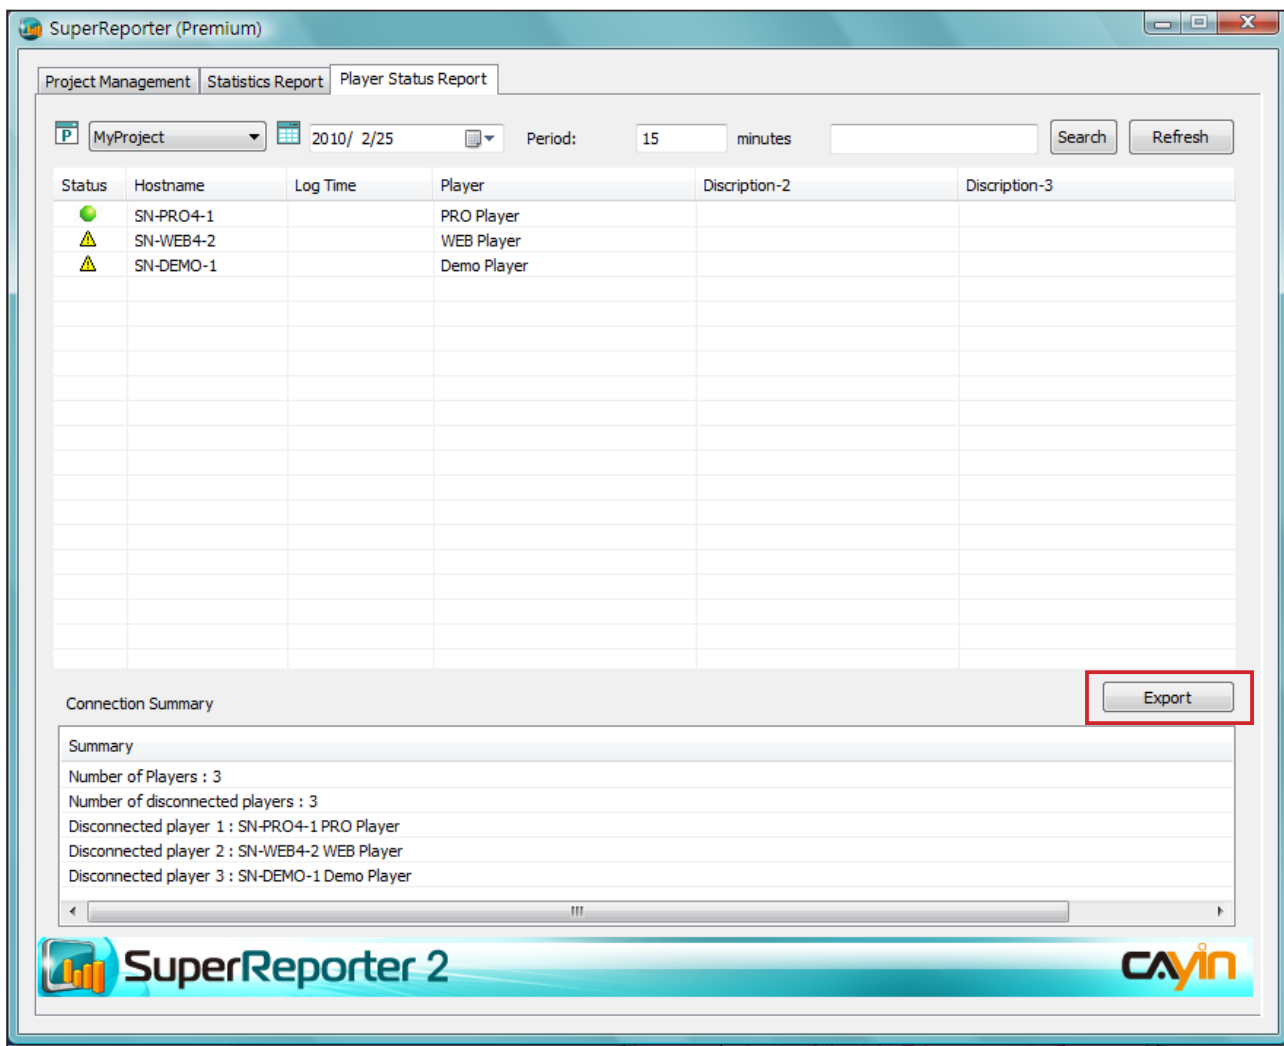 SuperReporter (Premium)
Project Management Statistics Report Player Status Report
P MyProject 2010/ 2/25 Period: 15 minutes Search Refresh
Status Hostname Log Time Player Discription-2 Discription-3
SN-PRO4-1 PRO Player
SN-WEB4-2 WEB Player
SN-DEMO-1 Demo Player
Connection Summary Export
Summary
Number of Players : 3
Number of disconnected players : 3
Disconnected player 1 : SN-PRO4-1 PRO Player
Disconnected player 2 : SN-WEB4-2 WEB Player
Disconnected player 3 : SN-DEMO-1 Demo Player
SuperReporter 2 CAYIN